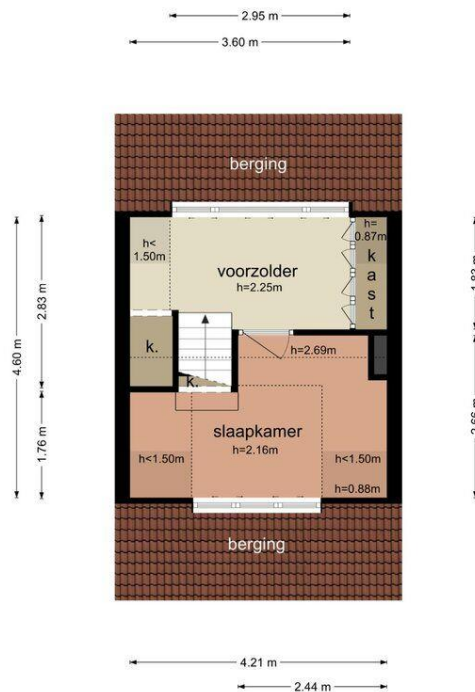 2.95 m
3.60 m
berging
h<
1.50m
voorzolder
h=2.25m
h=
0.87m
k
a
s
t
2.83 m
4.60 m
k.
k.
h=2.69m
1.76 m
slaapkamer
h=2.16m
h<1.50m
h<1.50m
h=0.88m
berging
4.21 m
2.44 m